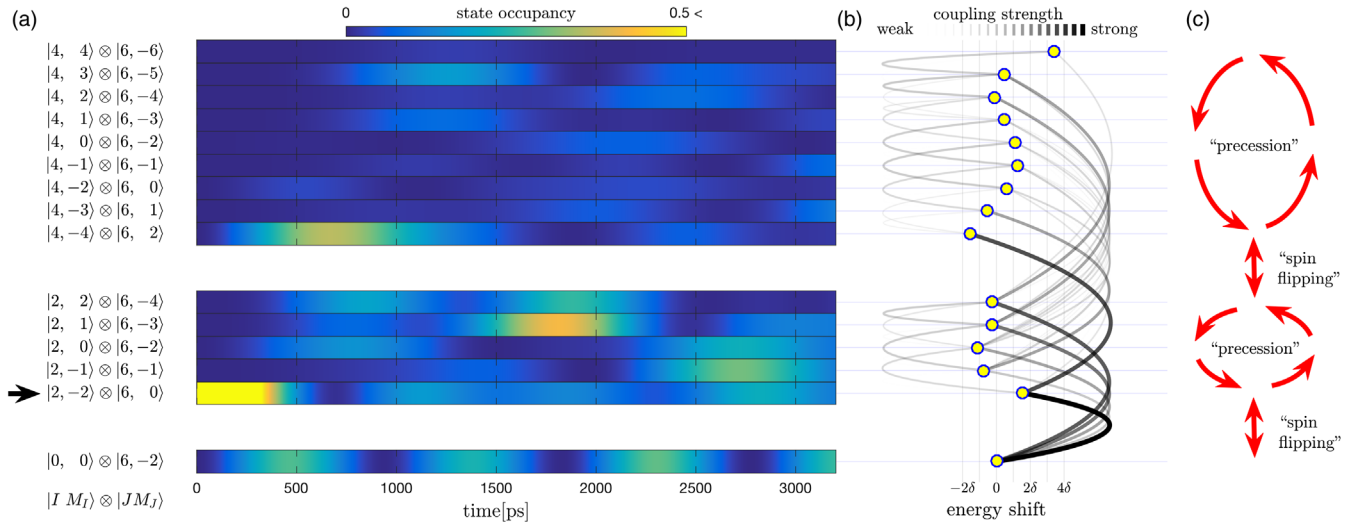 (a)
0 state occupancy 0.5 <
|4, 4⟩ ⊗ |6, −6⟩
|4, 3⟩ ⊗ |6, −5⟩
|4, 2⟩ ⊗ |6, −4⟩
|4, 1⟩ ⊗ |6, −3⟩
|4, 0⟩ ⊗ |6, −2⟩
|4, −1⟩ ⊗ |6, −1⟩
|4, −2⟩ ⊗ |6, 0⟩
|4, −3⟩ ⊗ |6, 1⟩
|4, −4⟩ ⊗ |6, 2⟩
|2, 2⟩ ⊗ |6, −4⟩
|2, 1⟩ ⊗ |6, −3⟩
|2, 0⟩ ⊗ |6, −2⟩
|2, −1⟩ ⊗ |6, −1⟩
|2, −2⟩ ⊗ |6, 0⟩
|0, 0⟩ ⊗ |6, −2⟩
|I M_I⟩ ⊗ |J M_J⟩
0 500 1000 1500 2000 2500 3000
time[ps]
(b)
coupling strength
weak strong
−2δ 0 2δ 4δ
energy shift
(c)
“precession”
“spin
flipping”
“precession”
“spin
flipping”